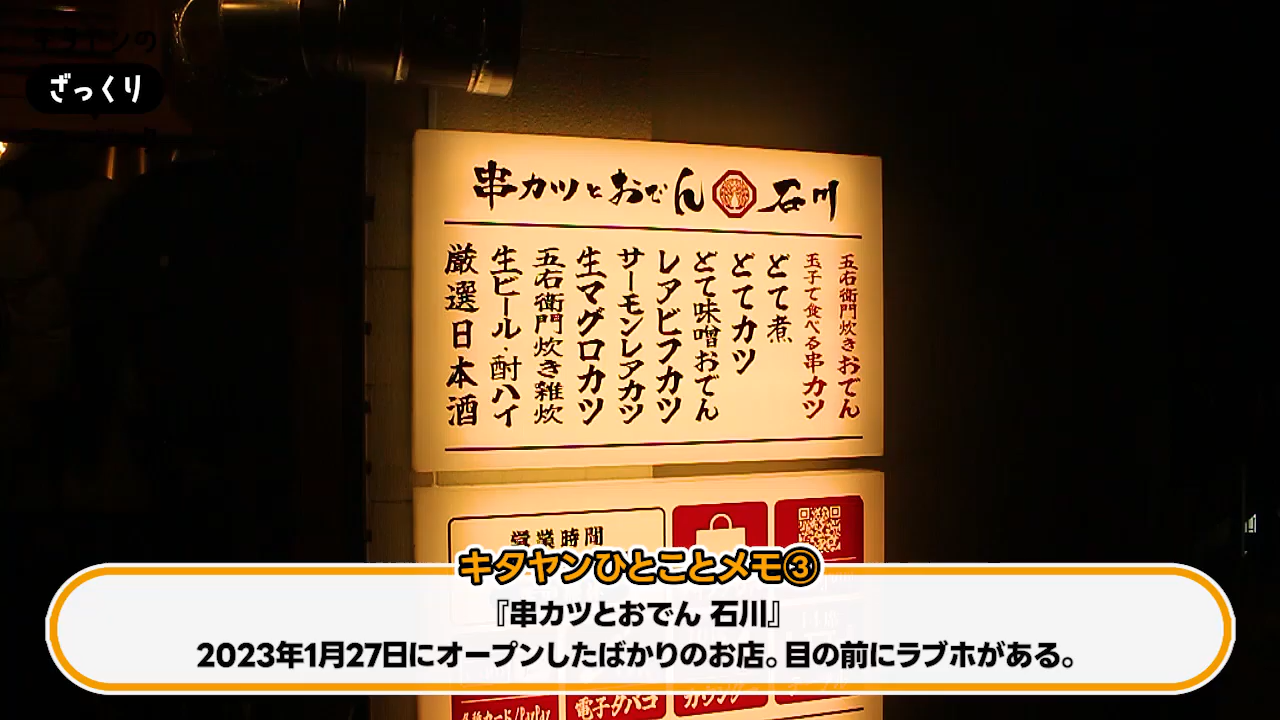 ざっくり
串カツとおでん 石川
五右衛門炊きおでん
玉子で食べる串カツ
どて煮
どてカツ
どて味噌おでん
レアビフカツ
サーモンレアカツ
生マグロカツ
五右衛門炊き雑炊
生ビール・酎ハイ
厳選日本酒
営業時間
キタヤンひとことメモ③
『串カツとおでん 石川』
2023年1月27日にオープンしたばかりのお店。目の前にラブホがある。
電子タバコ
カウンター